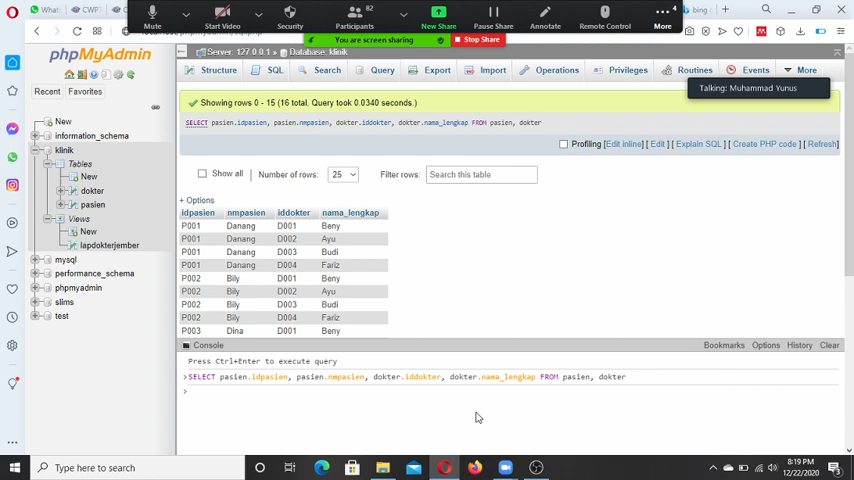 82
4
Mute
Start Video
Security
Participants
New Share
Pause Share
Annotate
Remote Control
More
You are screen sharing
Stop Share
What
CWP
bing
Talking: Muhammad Yunus
phpMyAdmin
Recent
Favorites
New
information_schema
klinik
Tables
New
dokter
pasien
Views
New
lapdokterjember
mysql
performance_schema
phpmyadmin
slims
test
Server: 127.0.0.1 » Database: klinik
Structure
SQL
Search
Query
Export
Import
Operations
Privileges
Routines
Events
More
Showing rows 0 - 15 (16 total, Query took 0.0340 seconds.)
SELECT pasien.idpasien, pasien.nmpasien, dokter.iddokter, dokter.nama_lengkap FROM pasien, dokter
Profiling [Edit inline] [ Edit ] [ Explain SQL ] [ Create PHP code ] [ Refresh]
Show all
Number of rows:
25
Filter rows:
Search this table
+ Options
idpasien nmpasien iddokter nama_lengkap
P001 Danang D001 Beny
P001 Danang D002 Ayu
P001 Danang D003 Budi
P001 Danang D004 Fariz
P002 Bily D001 Beny
P002 Bily D002 Ayu
P002 Bily D003 Budi
P002 Bily D004 Fariz
P003 Dina D001 Beny
Console
Bookmarks Options History Clear
Press Ctrl+Enter to execute query
>SELECT pasien.idpasien, pasien.nmpasien, dokter.iddokter, dokter.nama_lengkap FROM pasien, dokter
>
Type here to search
8:19 PM
12/22/2020
3